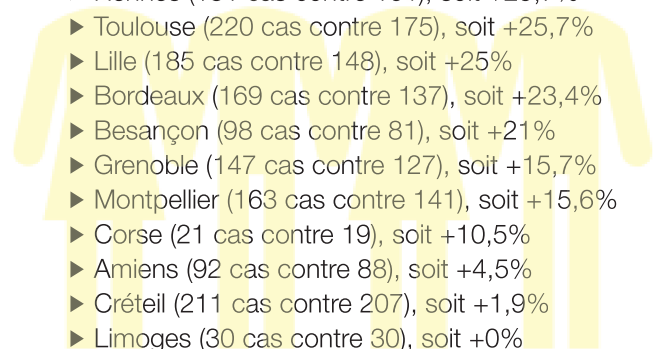 ▶ Toulouse (220 cas contre 175), soit +25,7%
▶ Lille (185 cas contre 148), soit +25%
▶ Bordeaux (169 cas contre 137), soit +23,4%
▶ Besançon (98 cas contre 81), soit +21%
▶ Grenoble (147 cas contre 127), soit +15,7%
▶ Montpellier (163 cas contre 141), soit +15,6%
▶ Corse (21 cas contre 19), soit +10,5%
▶ Amiens (92 cas contre 88), soit +4,5%
▶ Créteil (211 cas contre 207), soit +1,9%
▶ Limoges (30 cas contre 30), soit +0%